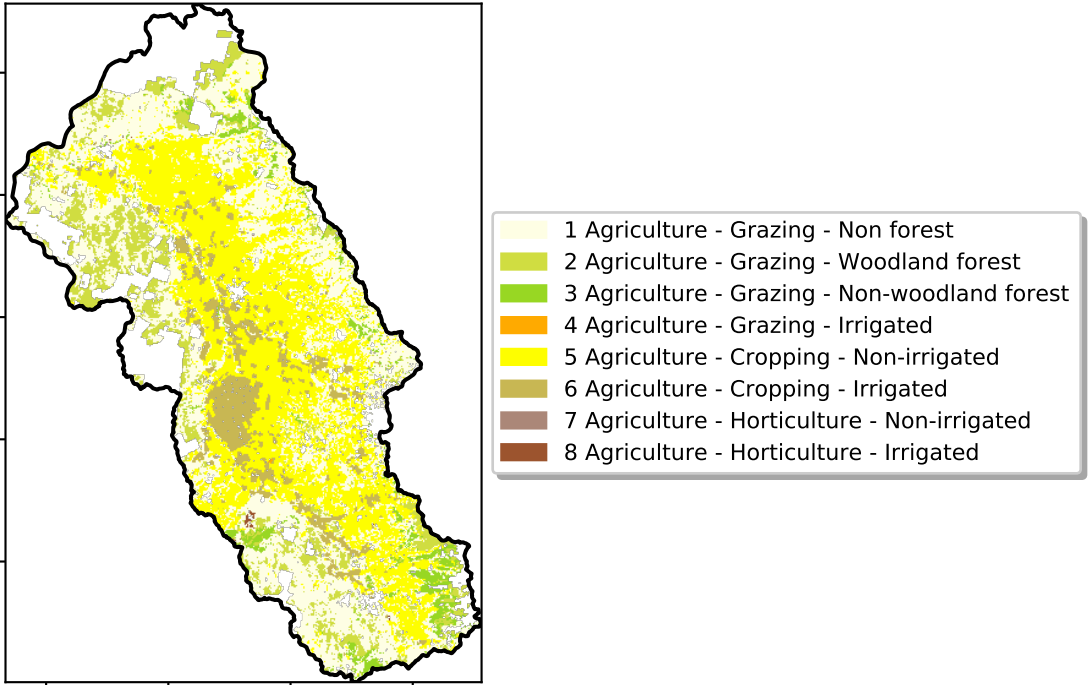 1 Agriculture - Grazing - Non forest
2 Agriculture - Grazing - Woodland forest
3 Agriculture - Grazing - Non-woodland forest
4 Agriculture - Grazing - Irrigated
5 Agriculture - Cropping - Non-irrigated
6 Agriculture - Cropping - Irrigated
7 Agriculture - Horticulture - Non-irrigated
8 Agriculture - Horticulture - Irrigated